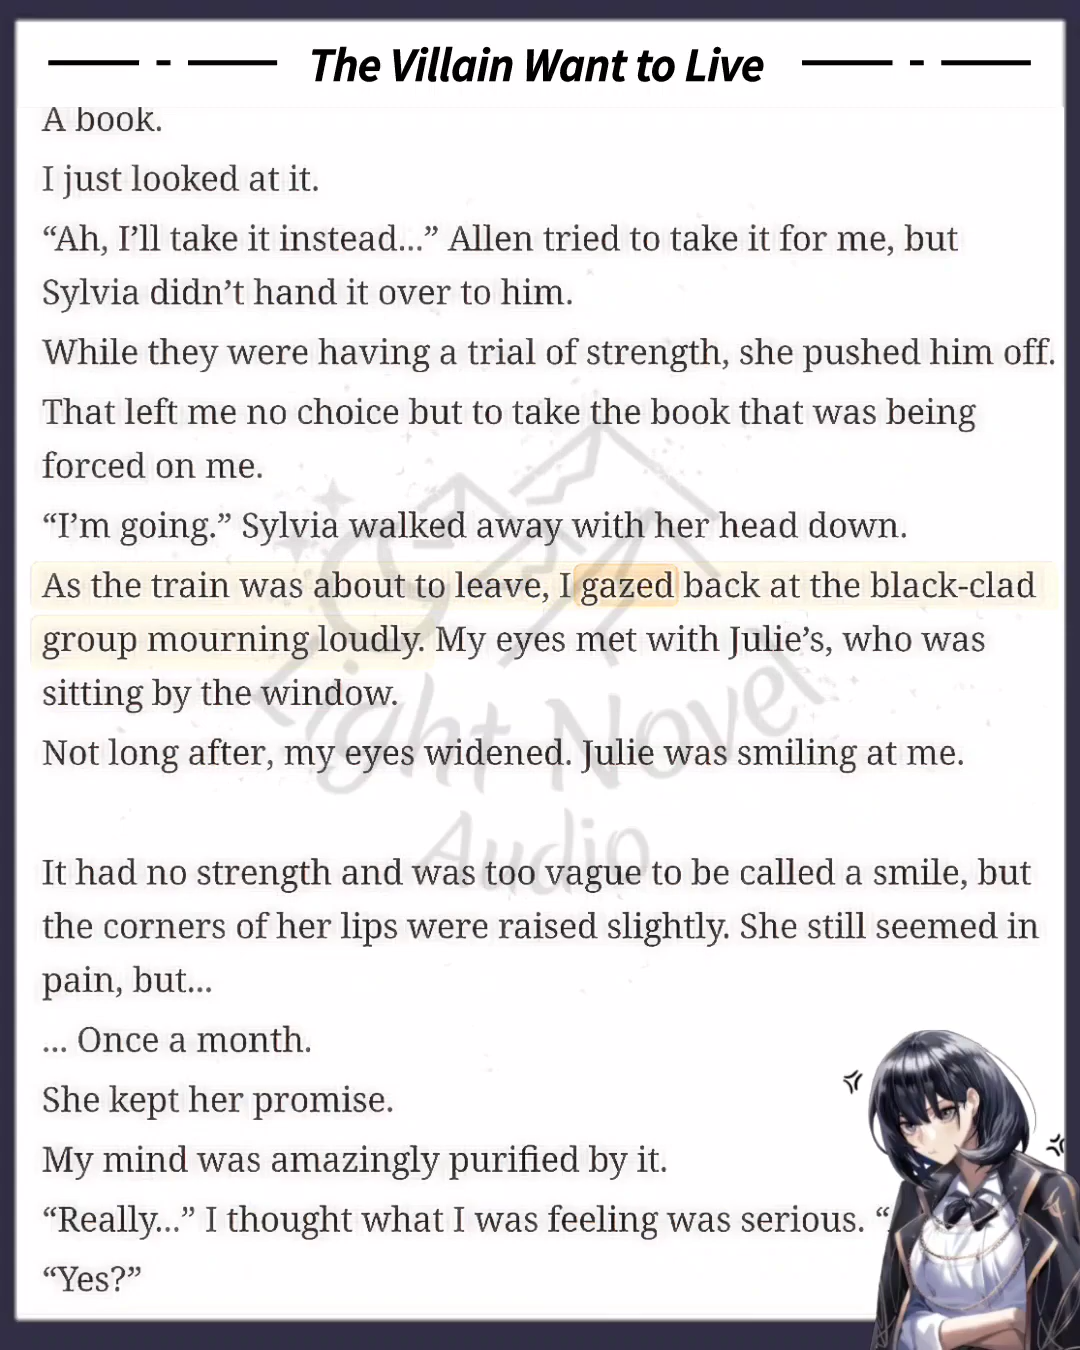 The Villain Want to Live
A book.
I just looked at it.
“Ah, I’ll take it instead...” Allen tried to take it for me, but
Sylvia didn’t hand it over to him.
While they were having a trial of strength, she pushed him off.
That left me no choice but to take the book that was being
forced on me.
“I’m going.” Sylvia walked away with her head down.
As the train was about to leave, I gazed back at the black-clad
group mourning loudly. My eyes met with Julie’s, who was
sitting by the window.
Not long after, my eyes widened. Julie was smiling at me.
Light Novel
Audio
It had no strength and was too vague to be called a smile, but
the corners of her lips were raised slightly. She still seemed in
pain, but...
... Once a month.
She kept her promise.
My mind was amazingly purified by it.
“Really...” I thought what I was feeling was serious. “
“Yes?”